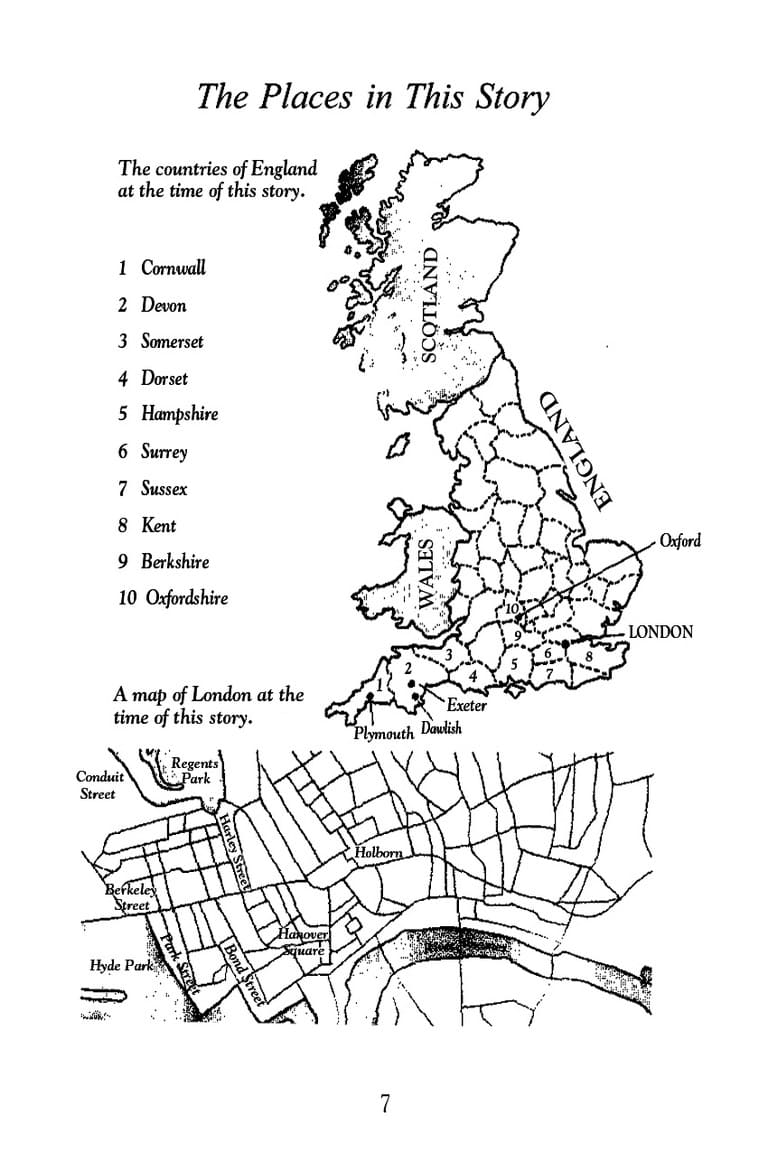 The Places in This Story
The countries of England
at the time of this story.
1 Cornwall
2 Devon
3 Somerset
4 Dorset
5 Hampshire
6 Surrey
7 Sussex
8 Kent
9 Berkshire
10 Oxfordshire
SCOTLAND
ENGLAND
WALES
Oxford
LONDON
10
9
3
6
8
2
5
7
4
1
Exeter
Dawlish
Plymouth
A map of London at the
time of this story.
Regents
Park
Conduit
Street
Harley Street
Holborn
Berkeley
Street
Hanover
Square
Park Street
Bond Street
Hyde Park
7